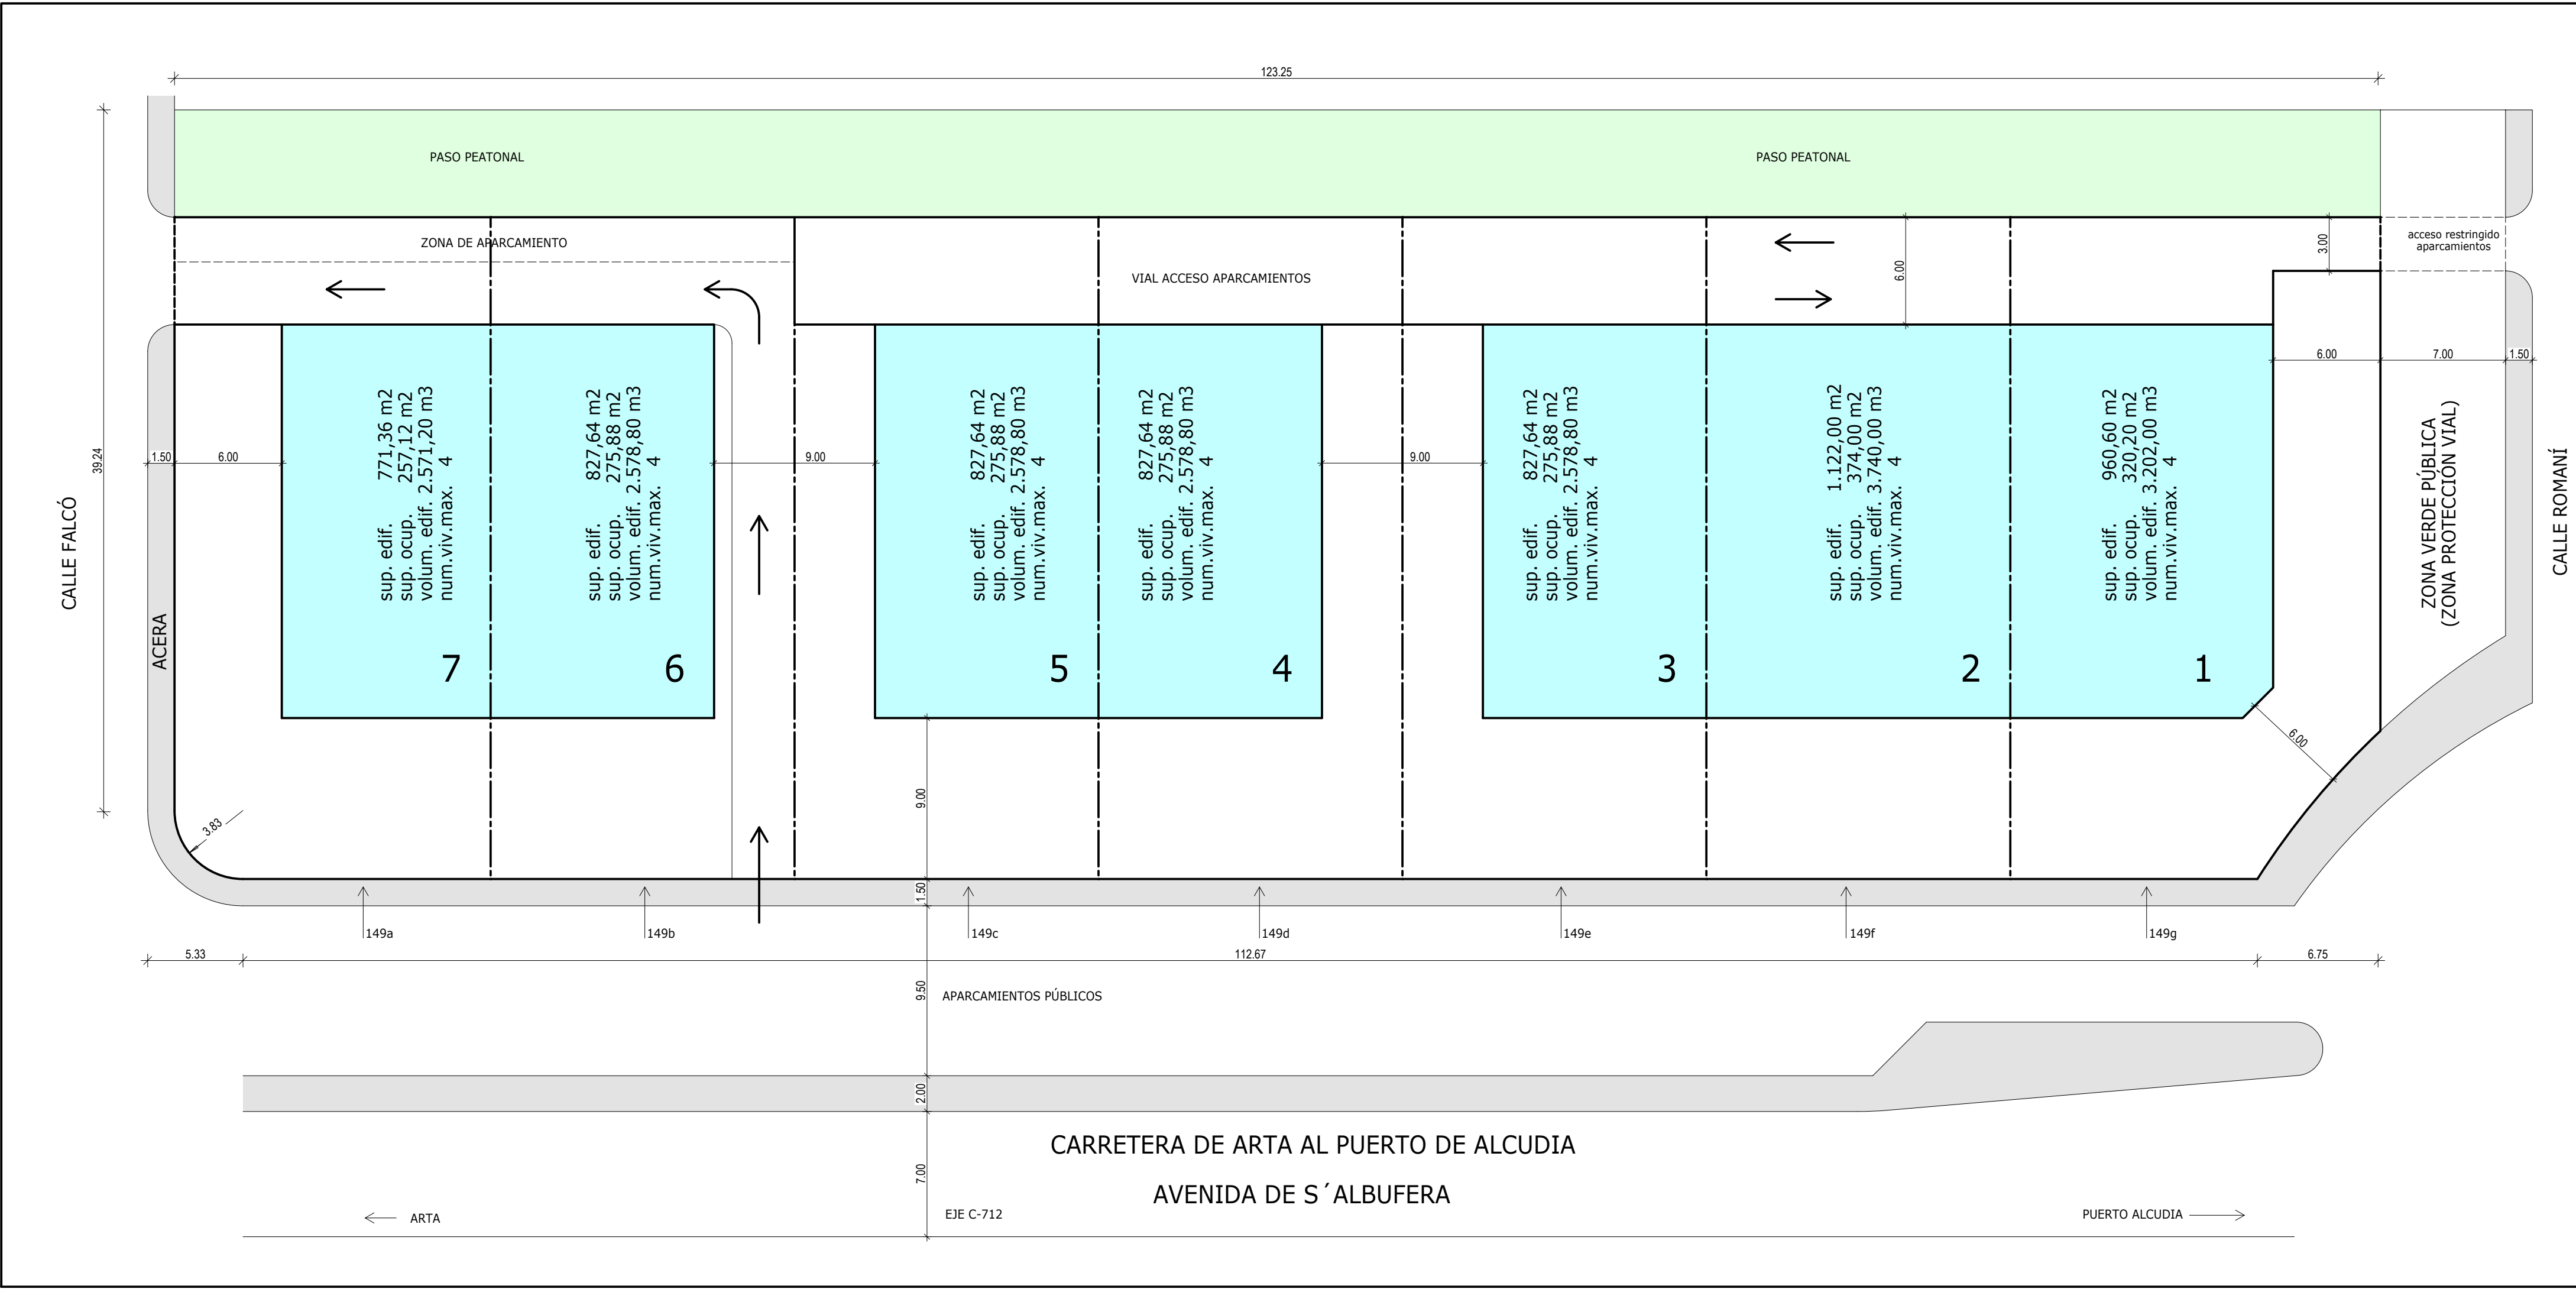 123.25
PASO PEATONAL
PASO PEATONAL
ZONA DE APARCAMIENTO
VIAL ACCESO APARCAMIENTOS
6.00
3.00
acceso restringido
aparcamientos
39.24
CALLE FALCÓ
ACERA
1.50
6.00
sup. edif. 771,36 m2
sup. ocup. 257,12 m2
volum. edif. 2.571,20 m3
num.viv.max. 4
7
sup. edif. 827,64 m2
sup. ocup. 275,88 m2
volum. edif. 2.578,80 m3
num.viv.max. 4
6
9.00
sup. edif. 827,64 m2
sup. ocup. 275,88 m2
volum. edif. 2.578,80 m3
num.viv.max. 4
5
sup. edif. 827,64 m2
sup. ocup. 275,88 m2
volum. edif. 2.578,80 m3
num.viv.max. 4
4
9.00
sup. edif. 827,64 m2
sup. ocup. 275,88 m2
volum. edif. 2.578,80 m3
num.viv.max. 4
3
sup. edif. 1.122,00 m2
sup. ocup. 374,00 m2
volum. edif. 3.740,00 m3
num.viv.max. 4
2
sup. edif. 960,60 m2
sup. ocup. 320,20 m2
volum. edif. 3.202,00 m3
num.viv.max. 4
1
6.00
7.00
1.50
ZONA VERDE PÚBLICA
(ZONA PROTECCIÓN VIAL)
CALLE ROMANÍ
6.00
3.83
9.00
1.50
149a
149b
149c
149d
149e
149f
149g
5.33
112.67
6.75
9.50
APARCAMIENTOS PÚBLICOS
2.00
CARRETERA DE ARTA AL PUERTO DE ALCUDIA
7.00
AVENIDA DE S´ALBUFERA
ARTA
EJE C-712
PUERTO ALCUDIA